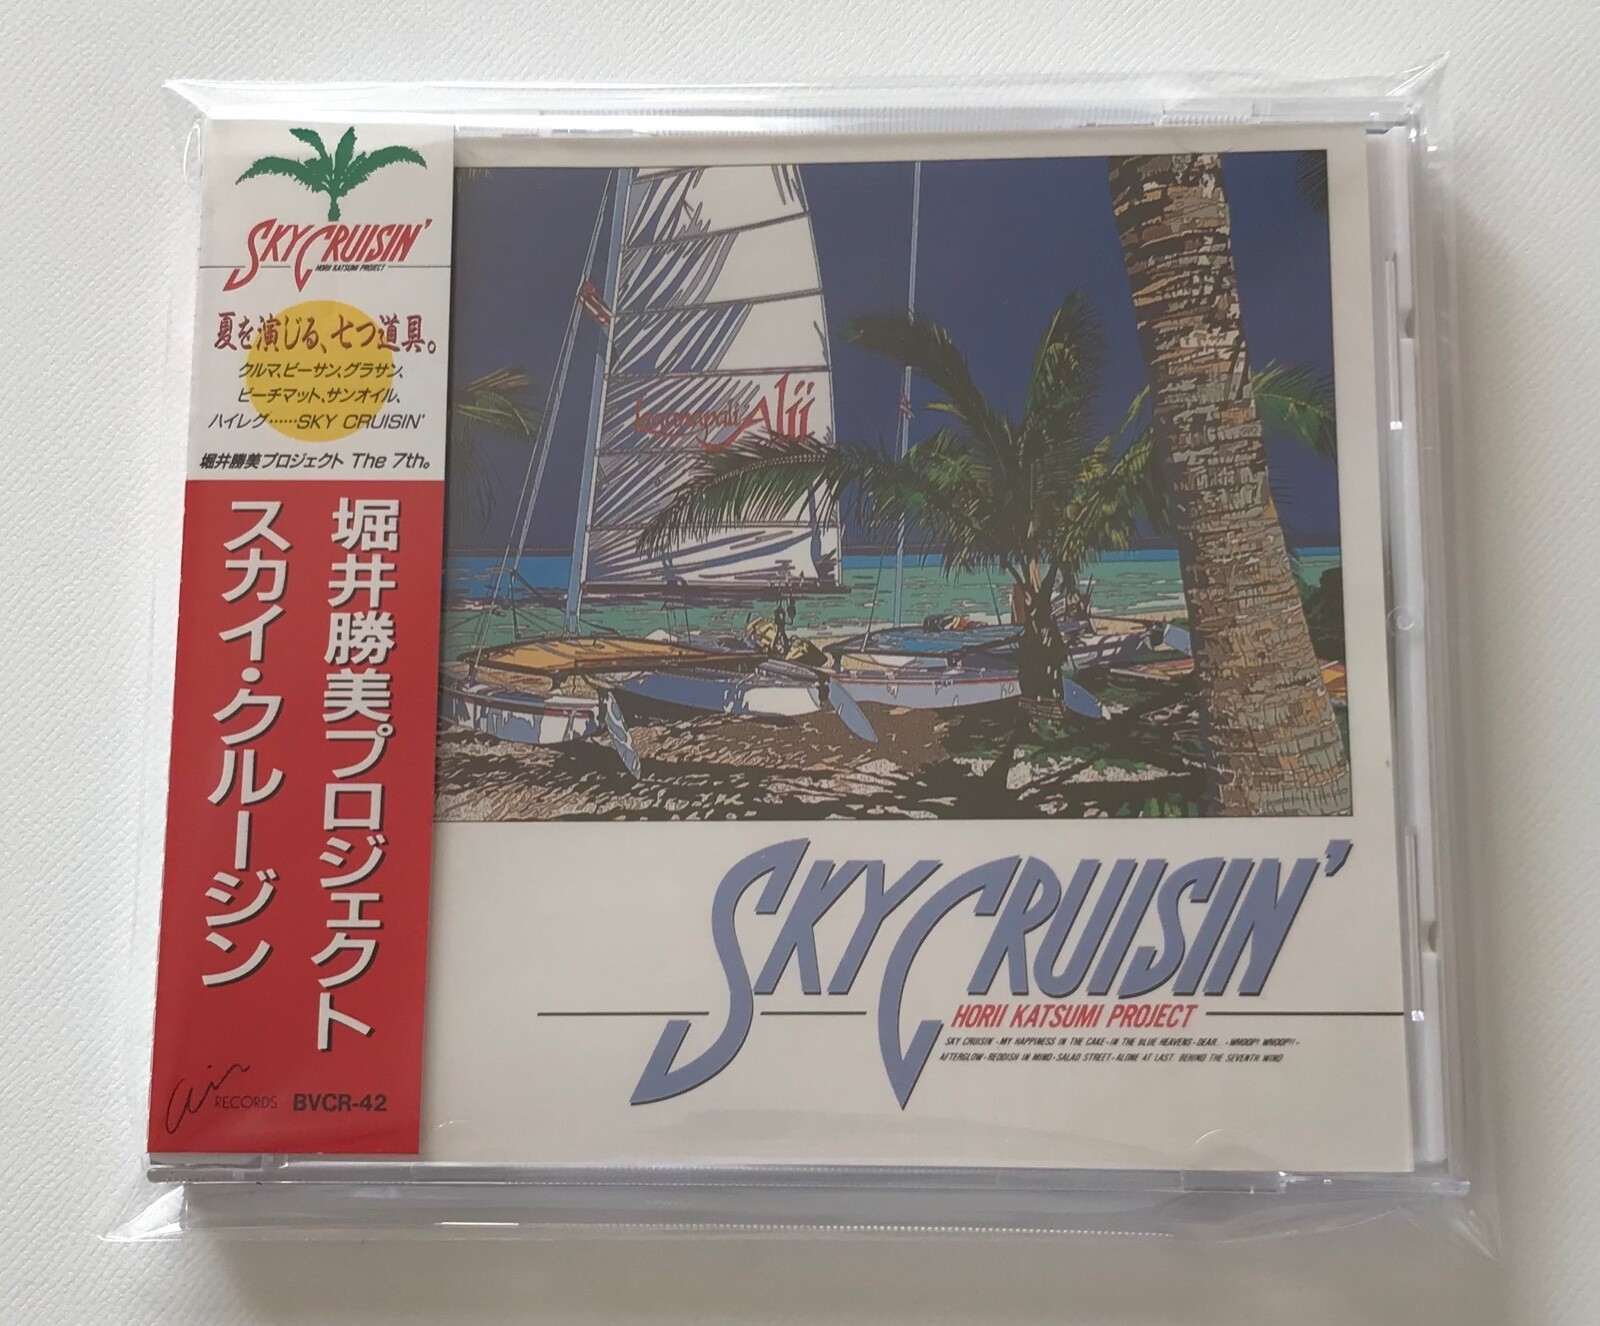 SKY CRUISIN'
HORII KATSUMI PROJECT
夏を演じる、七つ道具。
クルマ、ビーサン、グラサン、
ビーチマット、サンオイル、
ハイレグ……SKY CRUISIN'
堀井勝美プロジェクト The 7th。
堀井勝美プロジェクト
スカイ・クルージン
Air RECORDS BVCR-42
Kaanapali Alii
SKY CRUISIN'
HORII KATSUMI PROJECT
SKY CRUISIN'・MY HAPPINESS IN THE CAKE・IN THE BLUE HEAVENS・DEAR...・WHOOP! WHOOP!!・
AFTERGLOW・REDDISH IN MIND・SALAD STREET・ALONE AT LAST・BEHIND THE SEVENTH WIND